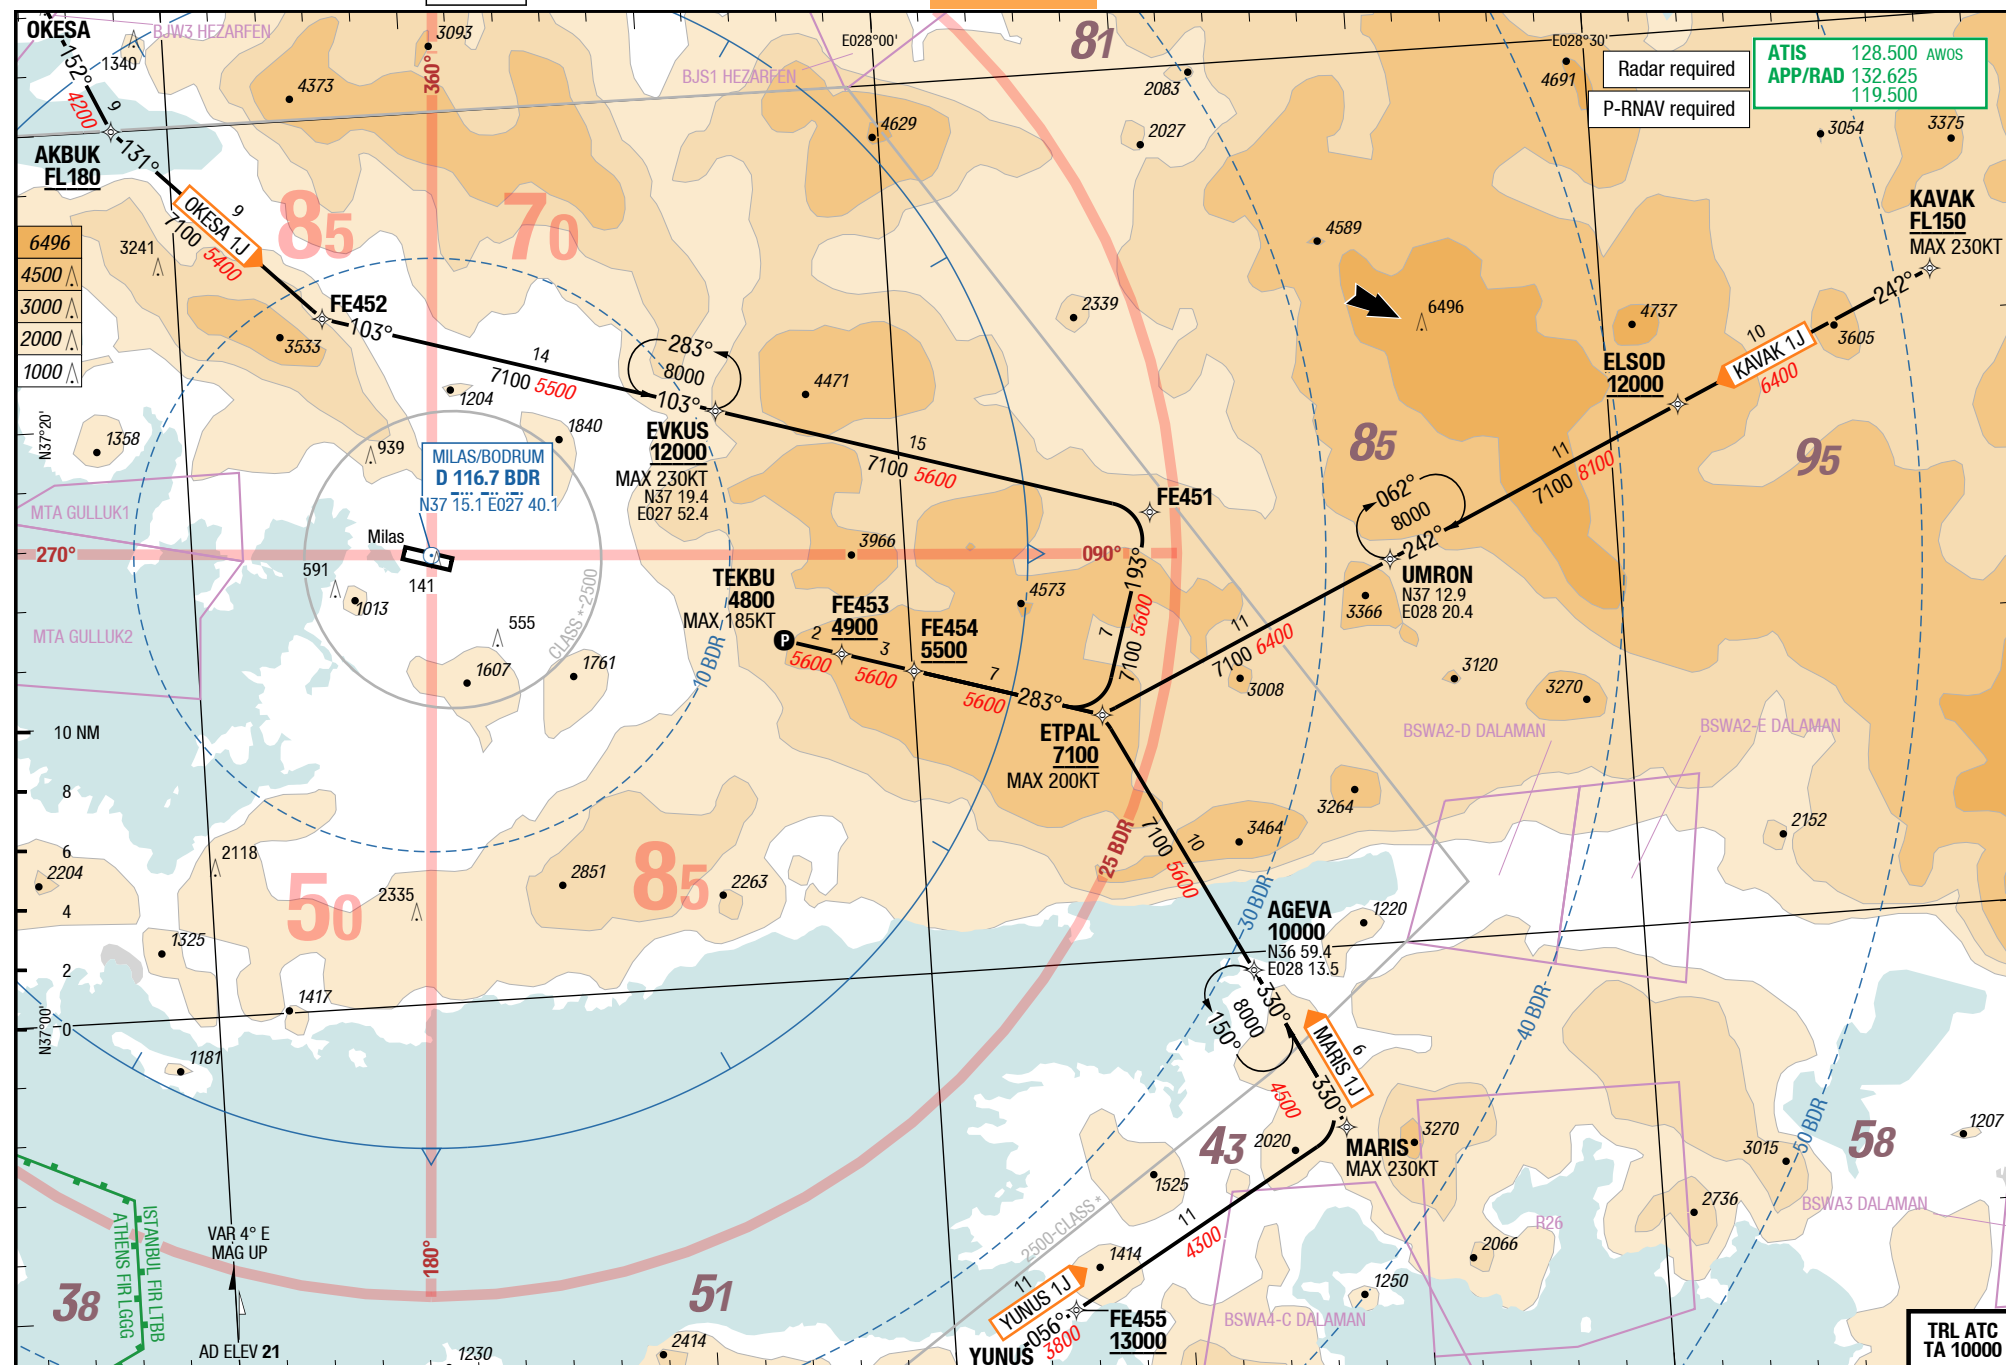 OKESA
152°
4200
9
1340
BJW3 HEZARFEN
3093
360°
4373
BJS1 HEZARFEN
E028°00'
81
2083
2027
4629
E028°30'
4691
Radar required
P-RNAV required
ATIS 128.500 AWOS
APP/RAD 132.625
119.500
3054
3375
AKBUK
FL180
131°
9
OKESA 1J
7100 5400
85
70
6496
4500
3000
2000
1000
3241
3533
FE452
103°
14
7100 5500
283°
8000
103°
EVKUS
12000
MAX 230KT
N37 19.4
E027 52.4
4471
2339
4589
6496
4737
KAVAK
FL150
MAX 230KT
242°
10
KAVAK 1J
6400
3605
ELSOD
12000
11
7100 8100
85
95
N37°20'
1358
1204
1840
939
MILAS/BODRUM
D 116.7 BDR
N37 15.1 E027 40.1
MTA GULLUK1
270°
Milas
591
1013
141
MTA GULLUK2
555
1607
1761
CLASS *-2500
10 BDR
15
7100 5600
FE451
090°
193°
7
7100 5600
3966
4573
TEKBU
4800
MAX 185KT
P
2
5600
FE453
4900
3
5600
FE454
5500
7
5600
283°
ETPAL
7100
MAX 200KT
062°
8000
242°
UMRON
N37 12.9
E028 20.4
3366
11
7100 6400
3008
3120
3270
BSWA2-D DALAMAN
BSWA2-E DALAMAN
3264
3464
2152
10 NM
8
6
4
2
0
N37°00'
2204
2118
2335
2851
2263
50
85
1325
1417
1181
25 BDR
10
7100 5600
30 BDR
AGEVA
10000
N36 59.4
E028 13.5
1220
330°
8000
150°
6
MARIS 1J
4500
330°
MARIS
MAX 230KT
40 BDR
50 BDR
3270
3015
58
1207
43
2020
1525
2736
BSWA3 DALAMAN
R26
2066
11
4300
2500-CLASS *
1414
1250
BSWA4-C DALAMAN
11
YUNUS 1J
056°
3800
YUNUS
FE455
13000
ISTANBUL FIR LTBB
ATHENS FIR LGGG
VAR 4° E
MAG UP
180°
38
51
AD ELEV 21
1230
2414
TRL ATC
TA 10000